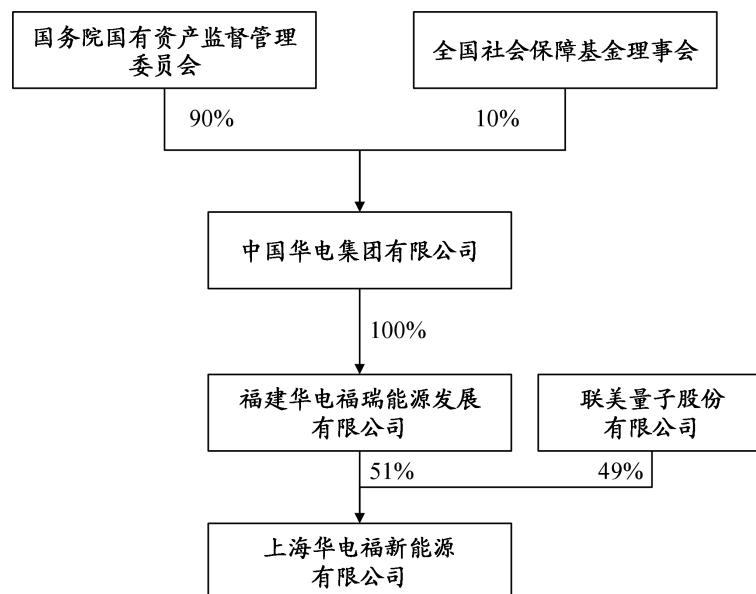 国务院国有资产监督管理
委员会
全国社会保障基金理事会
90%
10%
中国华电集团有限公司
100%
福建华电福瑞能源发展
有限公司
联美量子股份
有限公司
51%
49%
上海华电福新能源
有限公司